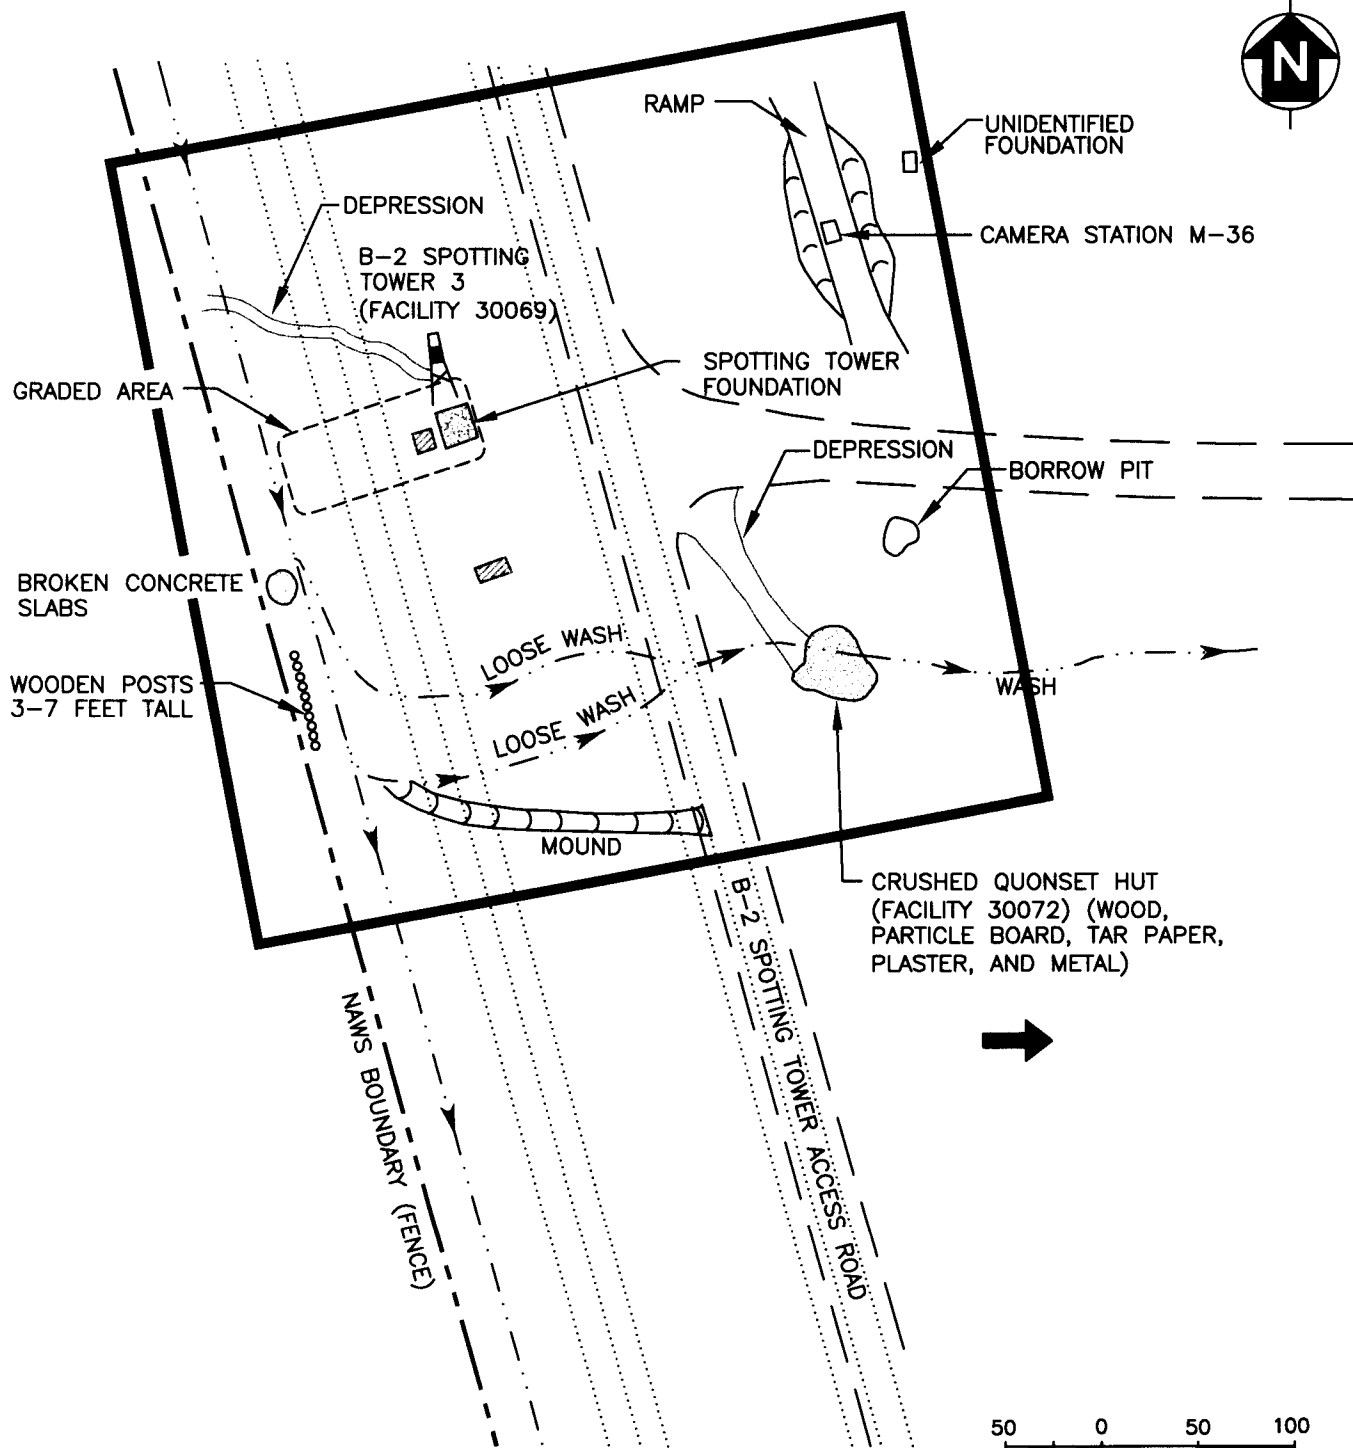 N
RAMP
UNIDENTIFIED
FOUNDATION
DEPRESSION
CAMERA STATION M-36
B-2 SPOTTING
TOWER 3
(FACILITY 30069)
SPOTTING TOWER
FOUNDATION
GRADED AREA
DEPRESSION
BORROW PIT
BROKEN CONCRETE
SLABS
LOOSE WASH
WOODEN POSTS
3-7 FEET TALL
WASH
LOOSE WASH
MOUND
CRUSHED QUONSET HUT
(FACILITY 30072) (WOOD,
PARTICLE BOARD, TAR PAPER,
PLASTER, AND METAL)
B-2 SPOTTING TOWER ACCESS ROAD
NAWS BOUNDARY (FENCE)
50 0 50 100